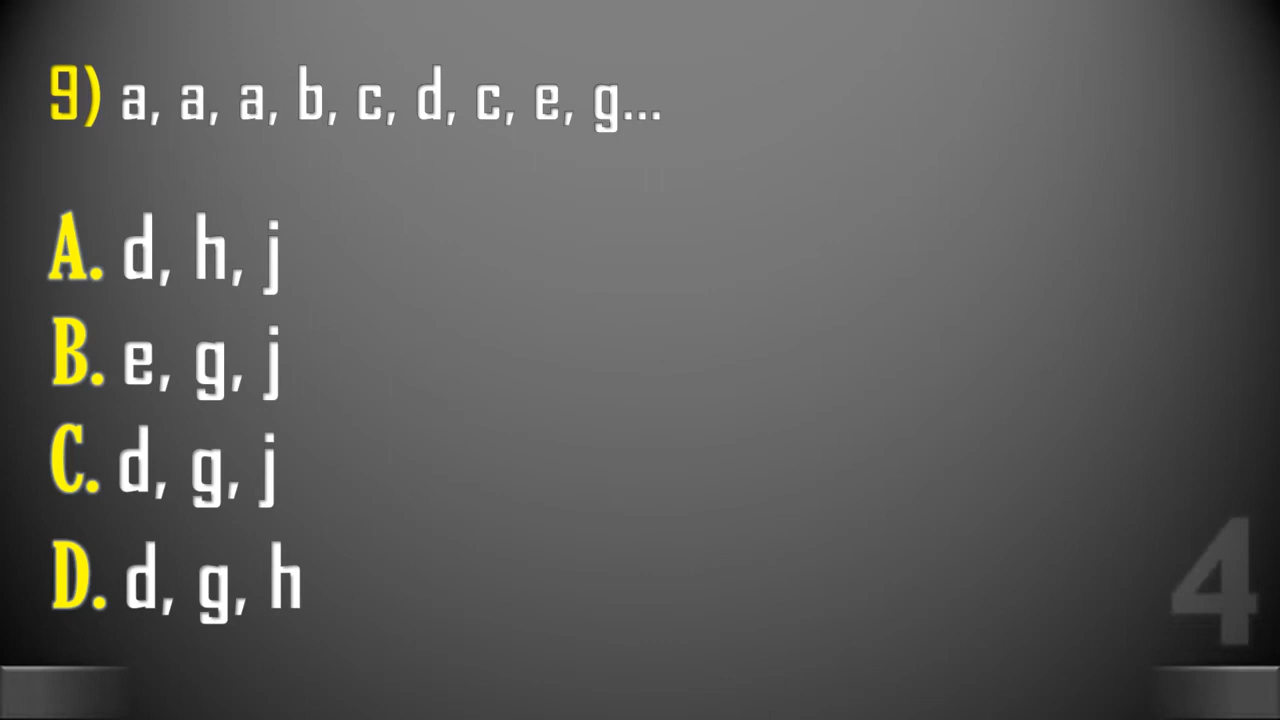 9) a, a, a, b, c, d, c, e, g...
A. d, h, j
B. e, g, j
C. d, g, j
D. d, g, h
4